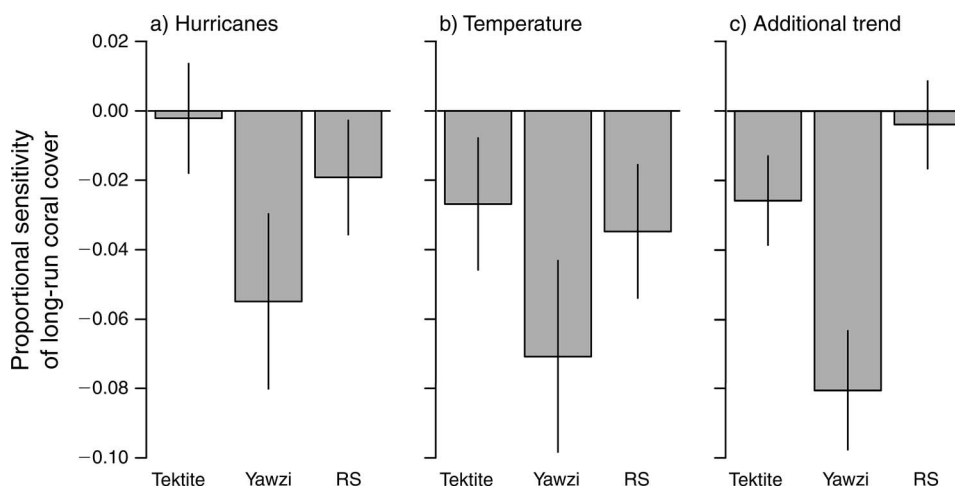 a) Hurricanes
b) Temperature
c) Additional trend
Proportional sensitivity
of long-run coral cover
0.02
0.00
−0.02
−0.04
−0.06
−0.08
−0.10
Tektite Yawzi RS
Tektite Yawzi RS
Tektite Yawzi RS